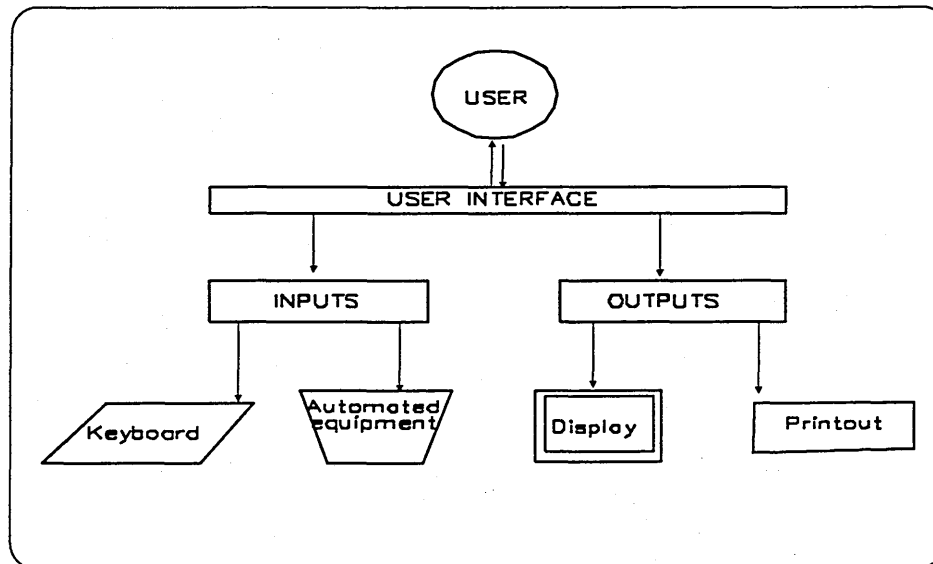 USER
USER INTERFACE
INPUTS
OUTPUTS
Keyboard
Automated
equipment
Display
Printout